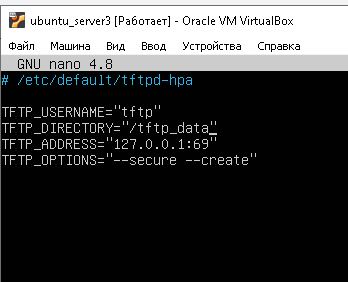 ubuntu_server3 [Работает] - Oracle VM VirtualBox
Файл Машина Вид Ввод Устройства Справка
GNU nano 4.8
# /etc/default/tftpd-hpa
TFTP_USERNAME="tftp"
TFTP_DIRECTORY="/tftp_data"
TFTP_ADDRESS="127.0.0.1:69"
TFTP_OPTIONS="--secure --create"